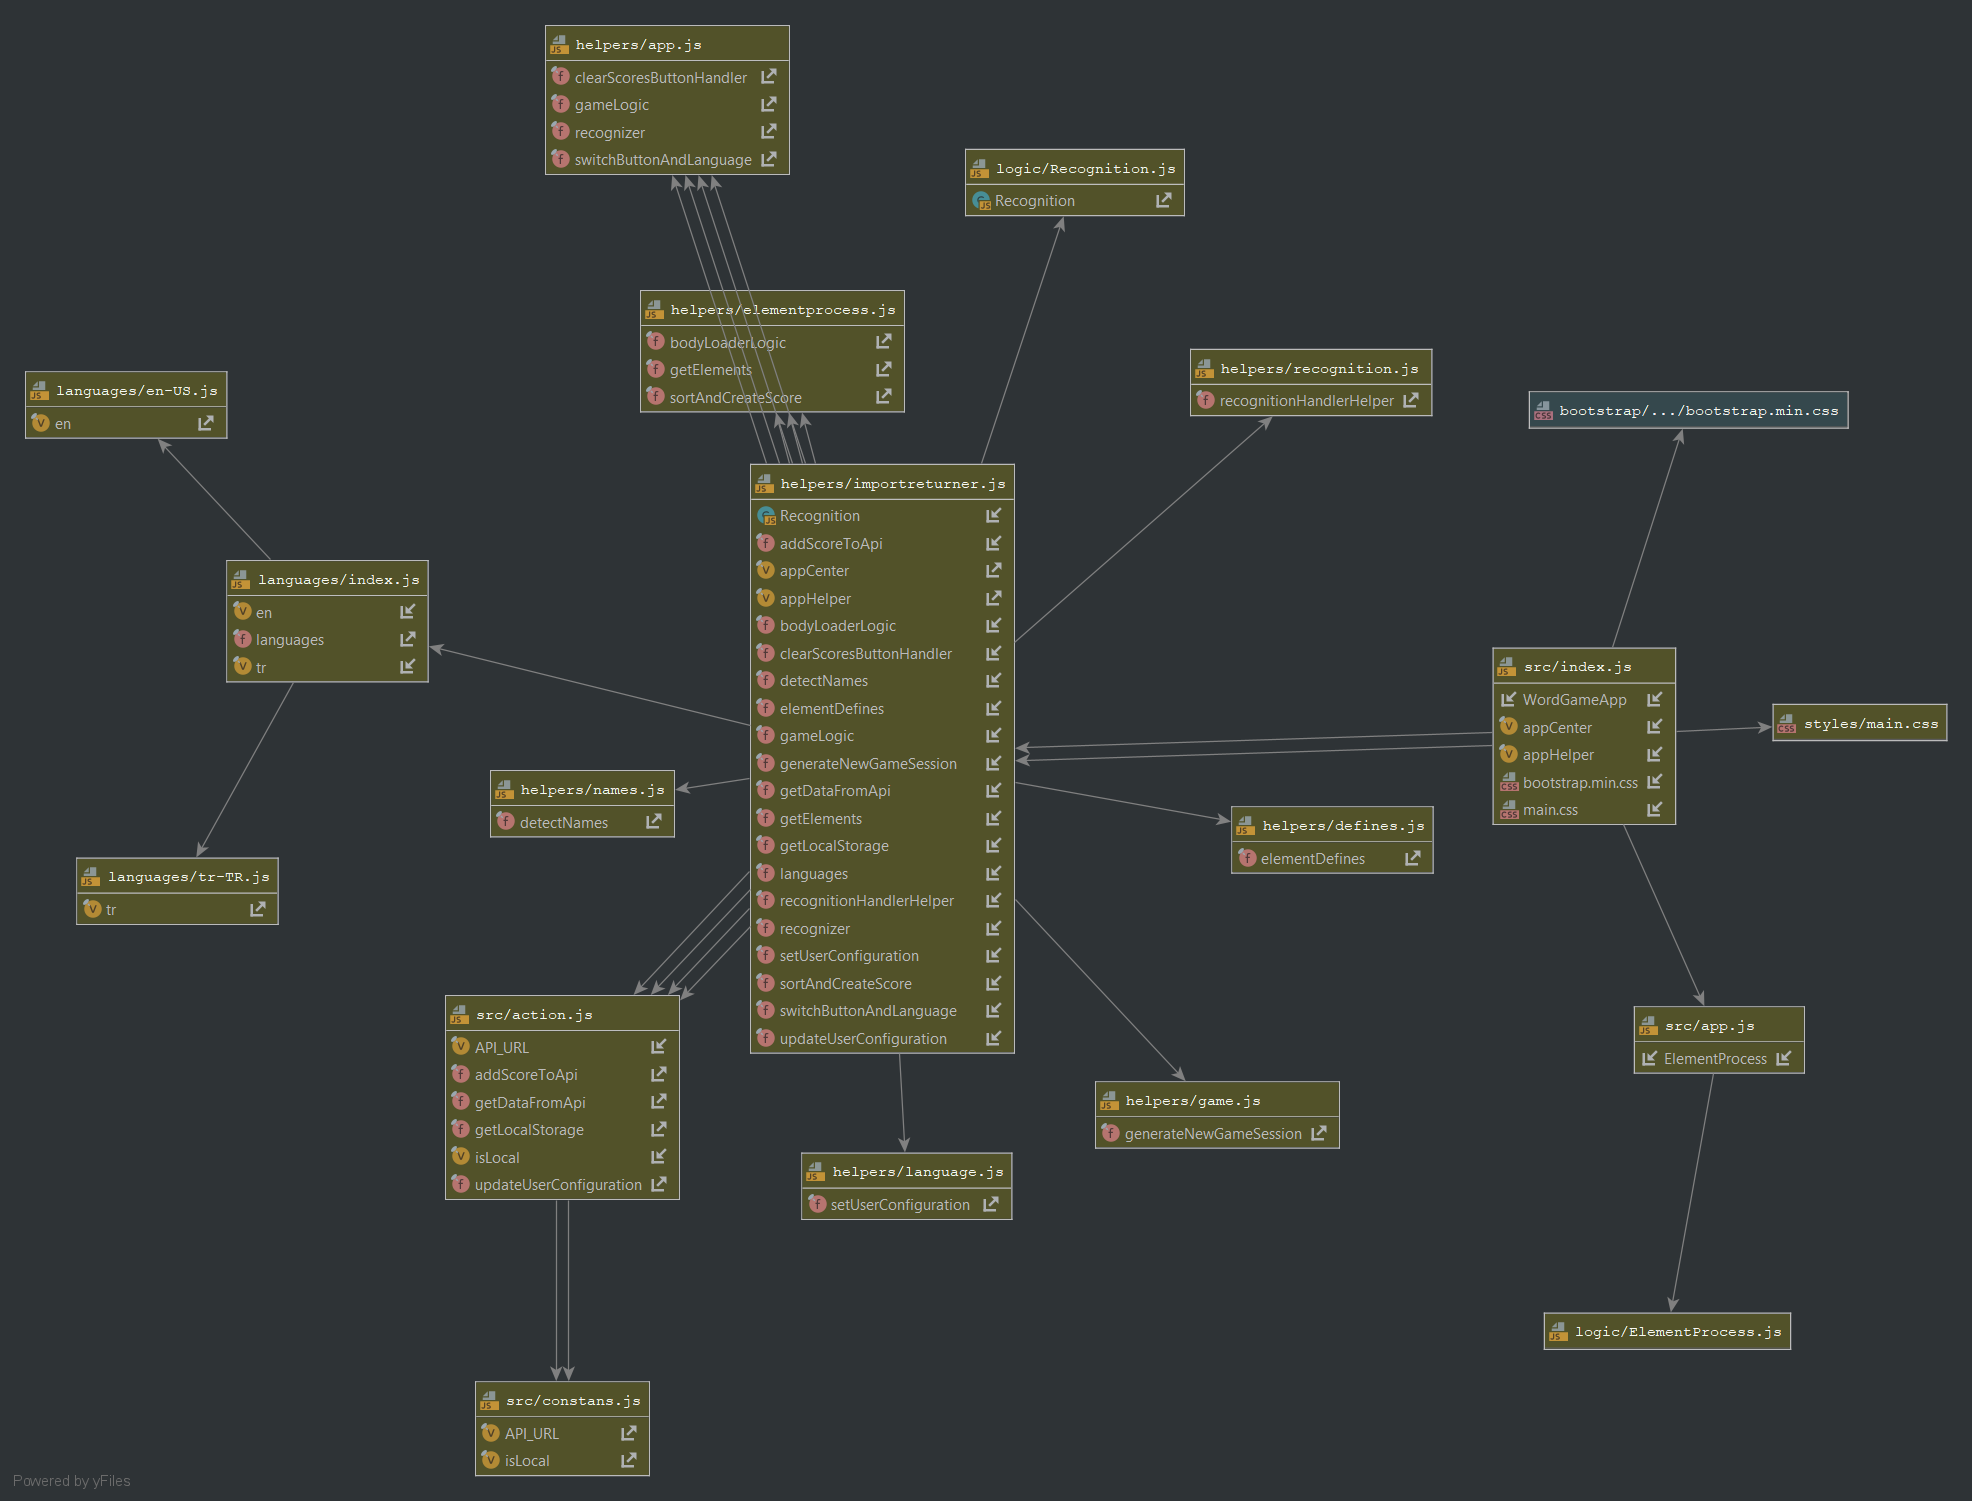 helpers/app.js
clearScoresButtonHandler
gameLogic
recognizer
switchButtonAndLanguage
logic/Recognition.js
Recognition
helpers/elementprocess.js
bodyLoaderLogic
getElements
sortAndCreateScore
helpers/recognition.js
recognitionHandlerHelper
languages/en-US.js
en
bootstrap/.../bootstrap.min.css
helpers/importreturner.js
Recognition
addScoreToApi
appCenter
appHelper
bodyLoaderLogic
clearScoresButtonHandler
detectNames
elementDefines
gameLogic
generateNewGameSession
getDataFromApi
getElements
getLocalStorage
languages
recognitionHandlerHelper
recognizer
setUserConfiguration
sortAndCreateScore
switchButtonAndLanguage
updateUserConfiguration
languages/index.js
en
languages
tr
src/index.js
WordGameApp
appCenter
appHelper
bootstrap.min.css
main.css
styles/main.css
helpers/names.js
detectNames
helpers/defines.js
elementDefines
languages/tr-TR.js
tr
src/action.js
API_URL
addScoreToApi
getDataFromApi
getLocalStorage
isLocal
updateUserConfiguration
src/app.js
ElementProcess
helpers/game.js
generateNewGameSession
helpers/language.js
setUserConfiguration
logic/ElementProcess.js
src/constans.js
API_URL
isLocal
Powered by yFiles